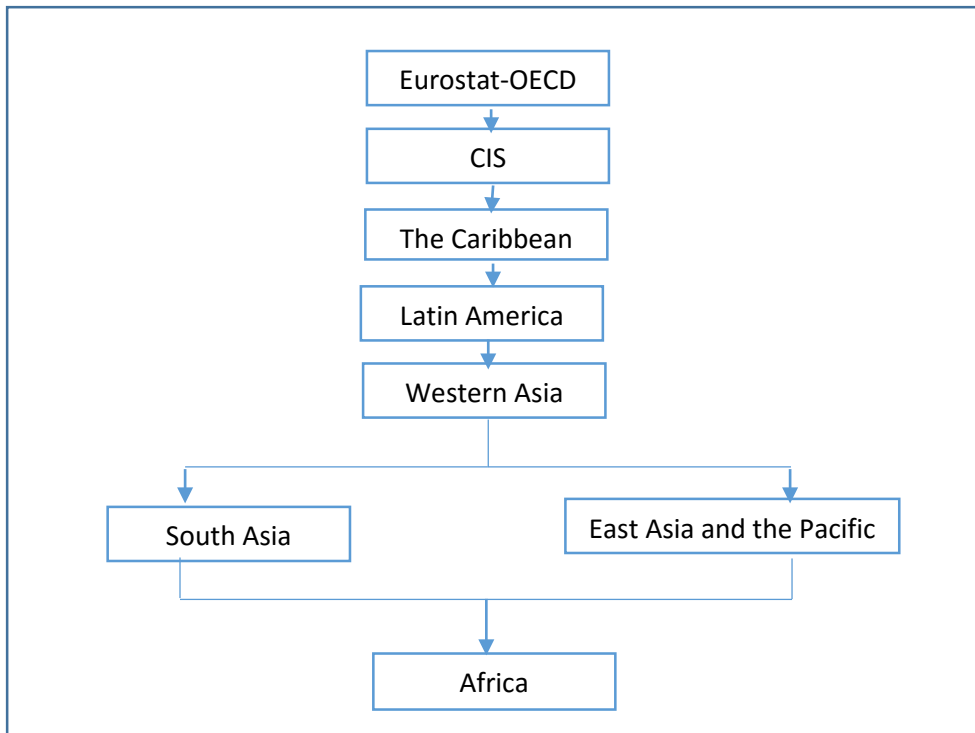 Eurostat-OECD
CIS
The Caribbean
Latin America
Western Asia
South Asia
East Asia and the Pacific
Africa